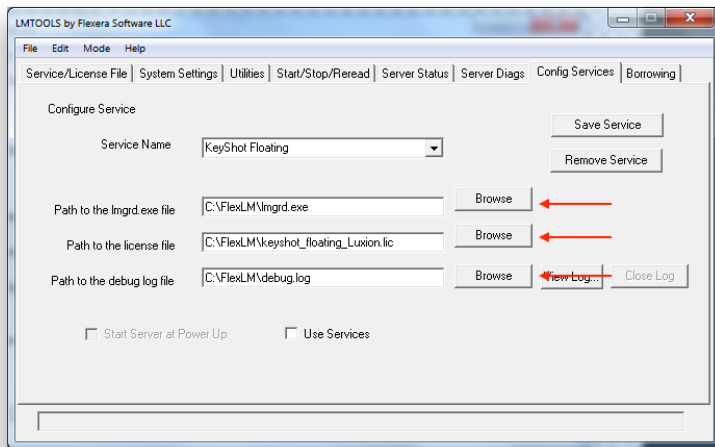 LMTOOLS by Flexera Software LLC
File Edit Mode Help
Service/License File System Settings Utilities Start/Stop/Reread Server Status Server Diags Config Services Borrowing
Configure Service
Save Service
Service Name KeyShot Floating
Remove Service
Path to the lmgrd.exe file C:\FlexLM\lmgrd.exe Browse
Path to the license file C:\FlexLM\keyshot_floating_Luxion.lic Browse
Path to the debug log file C:\FlexLM\debug.log Browse View Log... Close Log
Start Server at Power Up Use Services